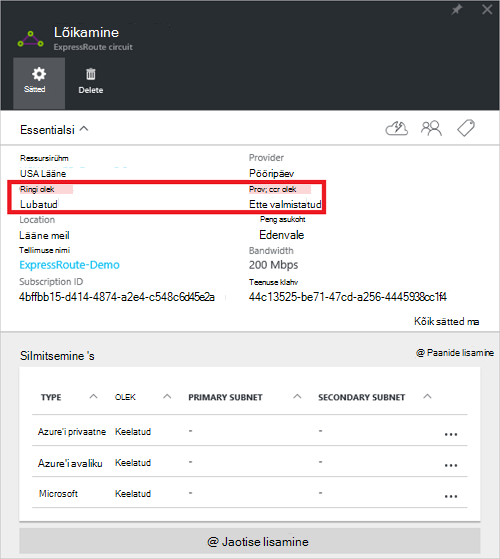 Lõikamine
ExpressRoute circuit
Sätted
Delete
Essentialsi
Ressursirühm
Provider
USA Lääne
Pööripäev
Ringi olek
Prov; ccr olek
Lubatud
Ette valmistatud
Location
Peng asukoht
Lääne meil
Edenvale
Tellimuse nimi
Bandwidth
ExpressRoute-Demo
200 Mbps
Subscription ID
Teenuse klahv
4bffbb15-d414-4874-a2e4-c548c6d45e2a
44c13525-be71-47cd-a256-4445938cc1f4
Kõik sätted ma
Silmitsemine 's
@ Paanide lisamine
TYPE OLEK PRIMARY SUBNET SECONDARY SUBNET
Azure'i privaatne Keelatud - - ...
Azure'i avaliku Keelatud - - ...
Microsoft Keelatud - - ...
@ Jaotise lisamine